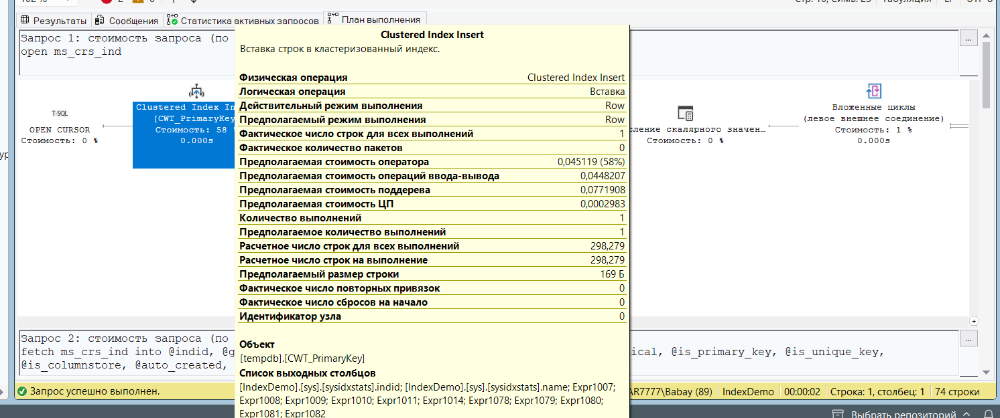 Результаты Сообщения Статистика активных запросов План выполнения
Запрос 1: стоимость запроса (по
open ms_crs_ind
...
T-SQL
OPEN CURSOR
Стоимость: 0 %
Clustered Index In
[CWT_PrimaryKey
Стоимость: 58
0.000s
Clustered Index Insert
Вставка строк в кластеризованный индекс.
Физическая операция Clustered Index Insert
Логическая операция Вставка
Действительный режим выполнения Row
Предполагаемый режим выполнения Row
Фактическое число строк для всех выполнений 1
Фактическое количество пакетов 0
Предполагаемая стоимость оператора 0,045119 (58%)
Предполагаемая стоимость операций ввода-вывода 0,0448207
Предполагаемая стоимость поддерева 0,0771908
Предполагаемая стоимость ЦП 0,0002983
Количество выполнений 1
Предполагаемое количество выполнений 1
Расчетное число строк для всех выполнений 298,279
Расчетное число строк на выполнение 298,279
Предполагаемый размер строки 169 Б
Фактическое число повторных привязок 0
Фактическое число сбросов на начало 0
Идентификатор узла 0
Объект
[tempdb].[CWT_PrimaryKey]
Список выходных столбцов
[IndexDemo].[sys].[sysidxstats].indid; [IndexDemo].[sys].[sysidxstats].name; Expr1007;
Expr1008; Expr1009; Expr1010; Expr1011; Expr1014; Expr1078; Expr1079; Expr1080;
Expr1081; Expr1082
сление скалярного значен...
Стоимость: 0 %
Вложенные циклы
(левое внешнее соединение)
Стоимость: 1 %
0.000s
Запрос 2: стоимость запроса (по
fetch ms_crs_ind into @indid, @g
ical, @is_primary_key, @is_unique_key,
@is_columnstore, @auto_created,
...
Запрос успешно выполнен.
AR7777\Babay (89) IndexDemo 00:00:02 Строка: 1, столбец: 1 74 строки
Выбрать репозиторий